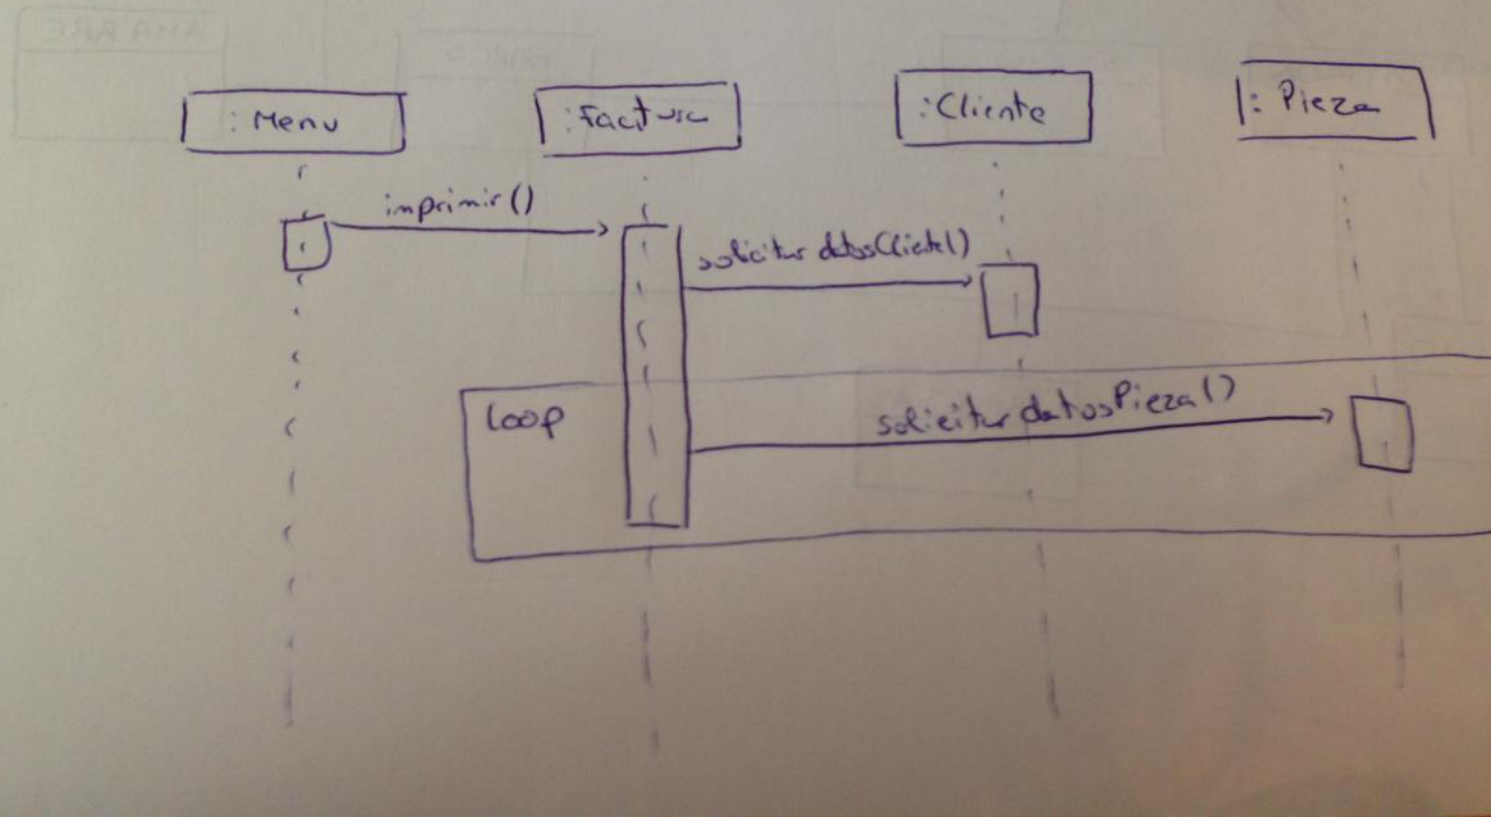 : Menu
: Factura
: Cliente
: Pieza
imprimir()
solicitar datosCliente()
loop
solicitar datosPieza()